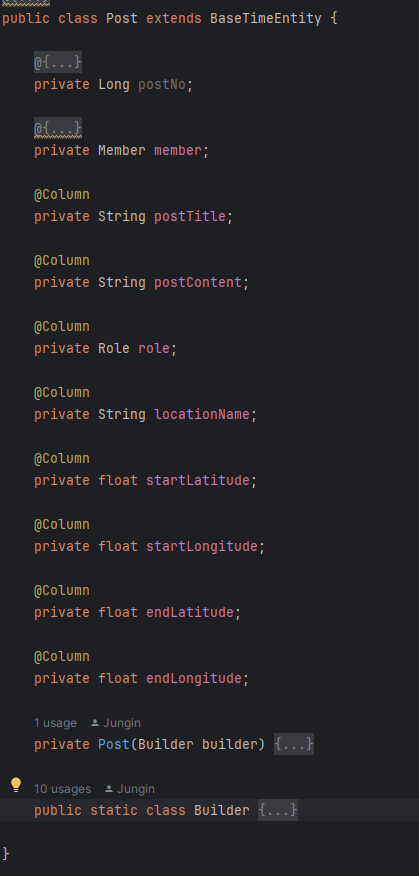 public class Post extends BaseTimeEntity {
@{...}
private Long postNo;
@{...}
private Member member;
@Column
private String postTitle;
@Column
private String postContent;
@Column
private Role role;
@Column
private String locationName;
@Column
private float startLatitude;
@Column
private float startLongitude;
@Column
private float endLatitude;
@Column
private float endLongitude;
1 usage Jungin
private Post(Builder builder) {...}
10 usages Jungin
public static class Builder {...}
}